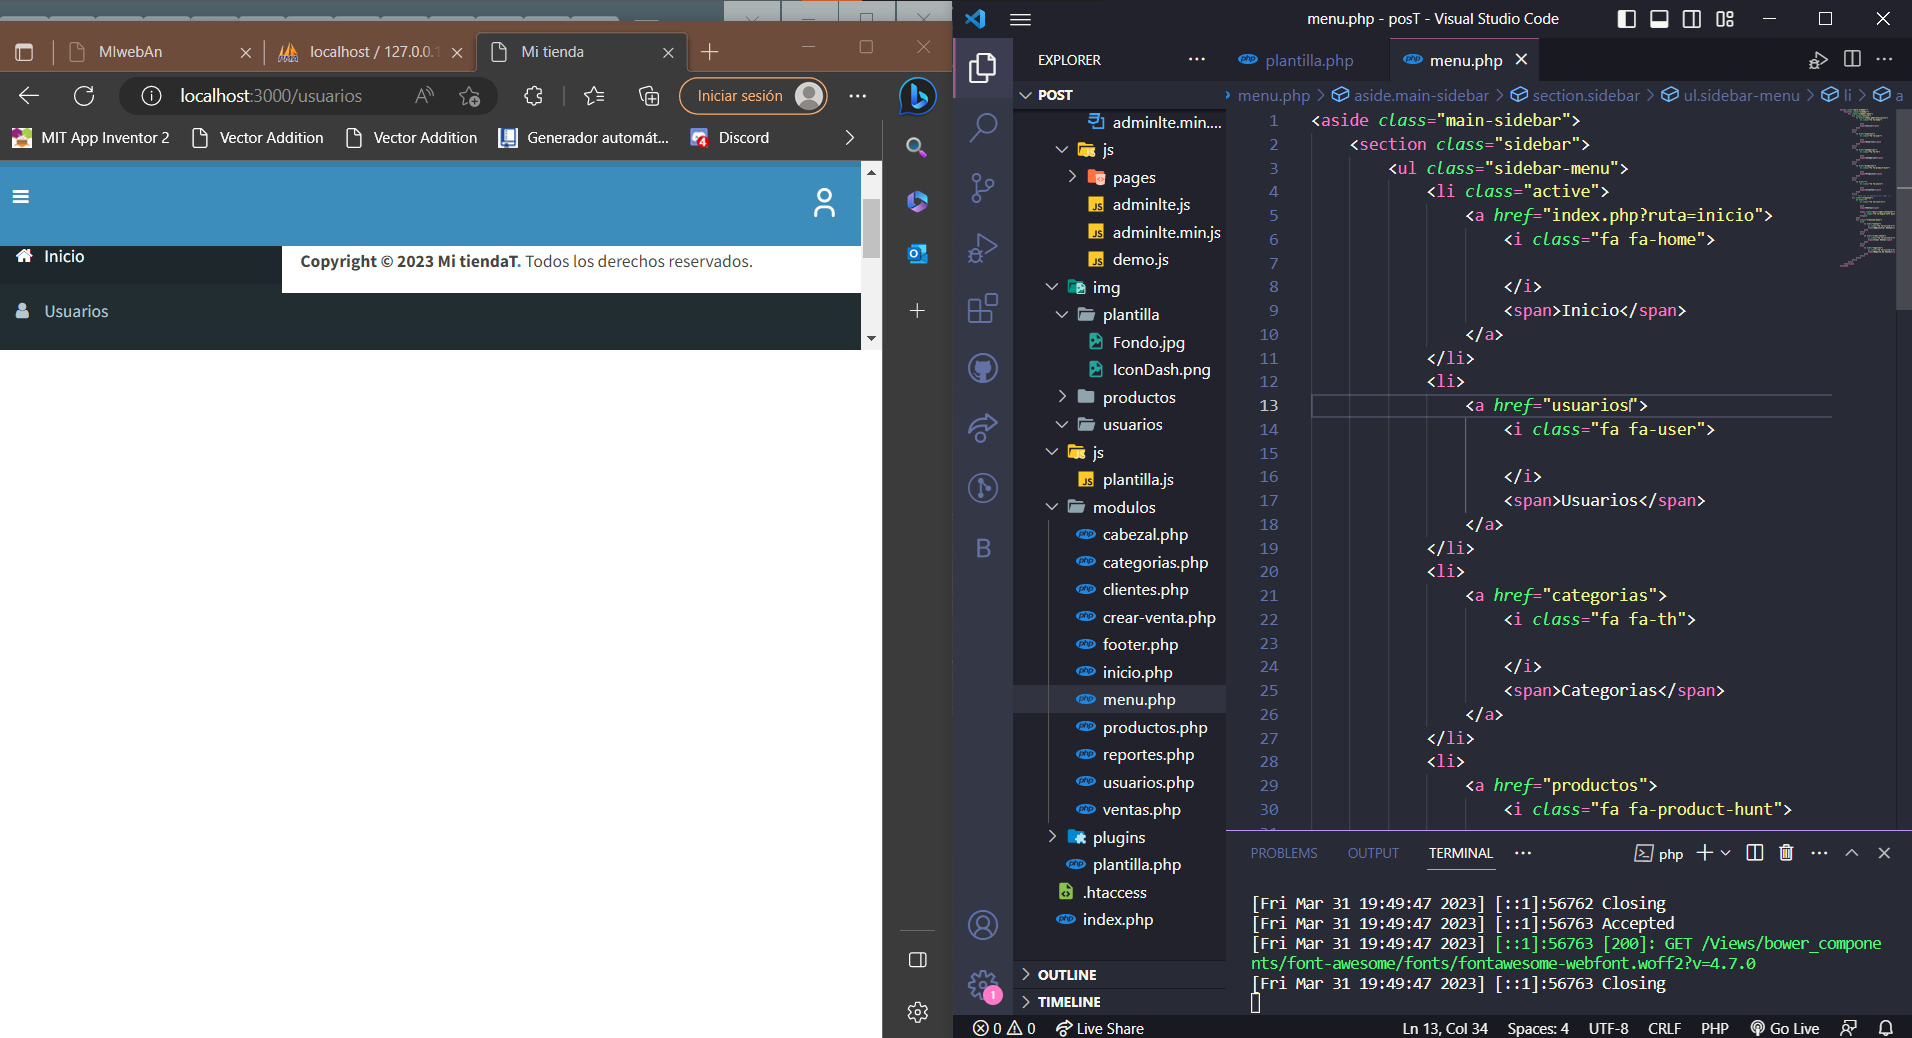 MIwebAn
localhost / 127.0.0.1
Mi tienda
localhost:3000/usuarios
Iniciar sesión
MIT App Inventor 2
Vector Addition
Vector Addition
Generador automát...
Discord
Inicio
Copyright © 2023 Mi tiendaT. Todos los derechos reservados.
Usuarios
menu.php - posT - Visual Studio Code
EXPLORER
POST
adminlte.min....
js
pages
adminlte.js
adminlte.min.js
demo.js
img
plantilla
Fondo.jpg
IconDash.png
productos
usuarios
js
plantilla.js
modulos
cabezal.php
categorias.php
clientes.php
crear-venta.php
footer.php
inicio.php
menu.php
productos.php
reportes.php
usuarios.php
ventas.php
plugins
plantilla.php
.htaccess
index.php
OUTLINE
TIMELINE
plantilla.php
menu.php
menu.php > aside.main-sidebar > section.sidebar > ul.sidebar-menu > li > a
1 <aside class="main-sidebar">
2 <section class="sidebar">
3 <ul class="sidebar-menu">
4 <li class="active">
5 <a href="index.php?ruta=inicio">
6 <i class="fa fa-home">
7
8 </i>
9 <span>Inicio</span>
10 </a>
11 </li>
12 <li>
13 <a href="usuarios">
14 <i class="fa fa-user">
15
16 </i>
17 <span>Usuarios</span>
18 </a>
19 </li>
20 <li>
21 <a href="categorias">
22 <i class="fa fa-th">
23
24 </i>
25 <span>Categorias</span>
26 </a>
27 </li>
28 <li>
29 <a href="productos">
30 <i class="fa fa-product-hunt">
PROBLEMS
OUTPUT
TERMINAL
php
[Fri Mar 31 19:49:47 2023] [::1]:56762 Closing
[Fri Mar 31 19:49:47 2023] [::1]:56763 Accepted
[Fri Mar 31 19:49:47 2023] [::1]:56763 [200]: GET /Views/bower_compone
nts/font-awesome/fonts/fontawesome-webfont.woff2?v=4.7.0
[Fri Mar 31 19:49:47 2023] [::1]:56763 Closing
1
0
0
Live Share
Ln 13, Col 34
Spaces: 4
UTF-8
CRLF
PHP
Go Live